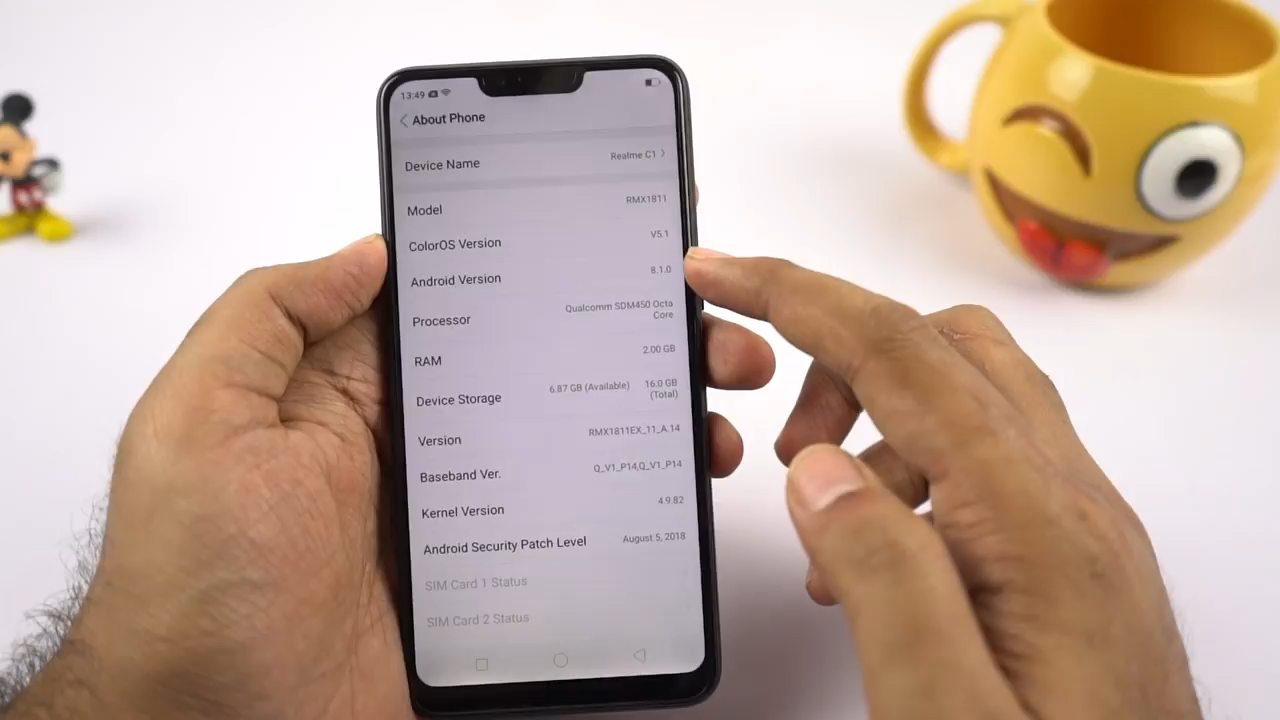 13:49
About Phone
Device Name Realme C1
Model RMX1811
ColorOS Version V5.1
Android Version 8.1.0
Processor Qualcomm SDM450 Octa
Core
RAM 2.00 GB
Device Storage 6.87 GB (Available) 16.0 GB
(Total)
Version RMX1811EX_11_A.14
Baseband Ver. Q_V1_P14,Q_V1_P14
Kernel Version 4.9.82
Android Security Patch Level August 5, 2018
SIM Card 1 Status
SIM Card 2 Status